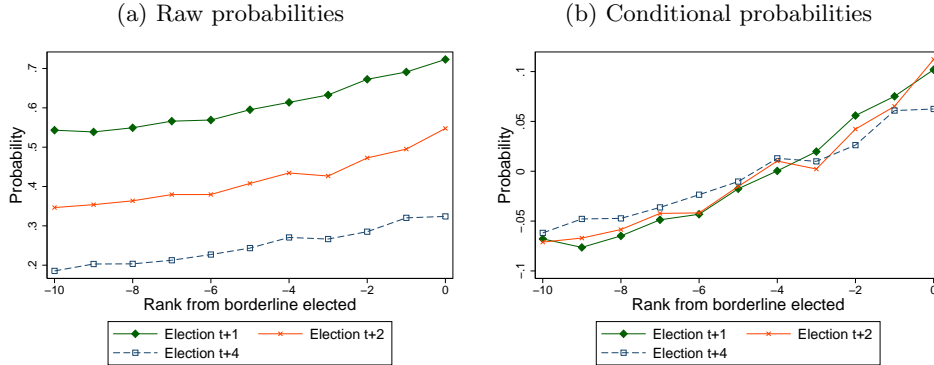 (a) Raw probabilities
(b) Conditional probabilities
Probability
.7
.6
.5
.4
.3
.2
−10
−8
−6
−4
−2
0
Rank from borderline elected
Election t+1
Election t+2
Election t+4
Probability
.1
.05
0
−.05
−.1
−10
−8
−6
−4
−2
0
Rank from borderline elected
Election t+1
Election t+2
Election t+4